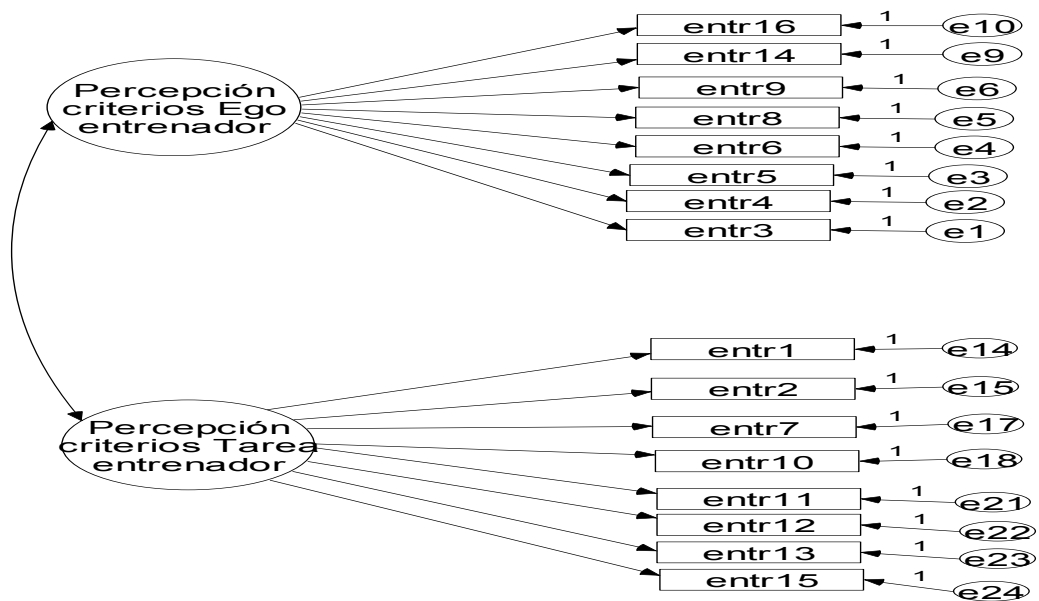 entr16 1 e10
entr14 1 e9
Percepción
criterios Ego
entrenador
entr9 1 e6
entr8 1 e5
entr6 1 e4
entr5 1 e3
entr4 1 e2
entr3 1 e1
entr1 1 e14
entr2 1 e15
Percepción
criterios Tarea
entrenador
entr7 1 e17
entr10 1 e18
entr11 1 e21
entr12 1 e22
entr13 1 e23
entr15 1 e24